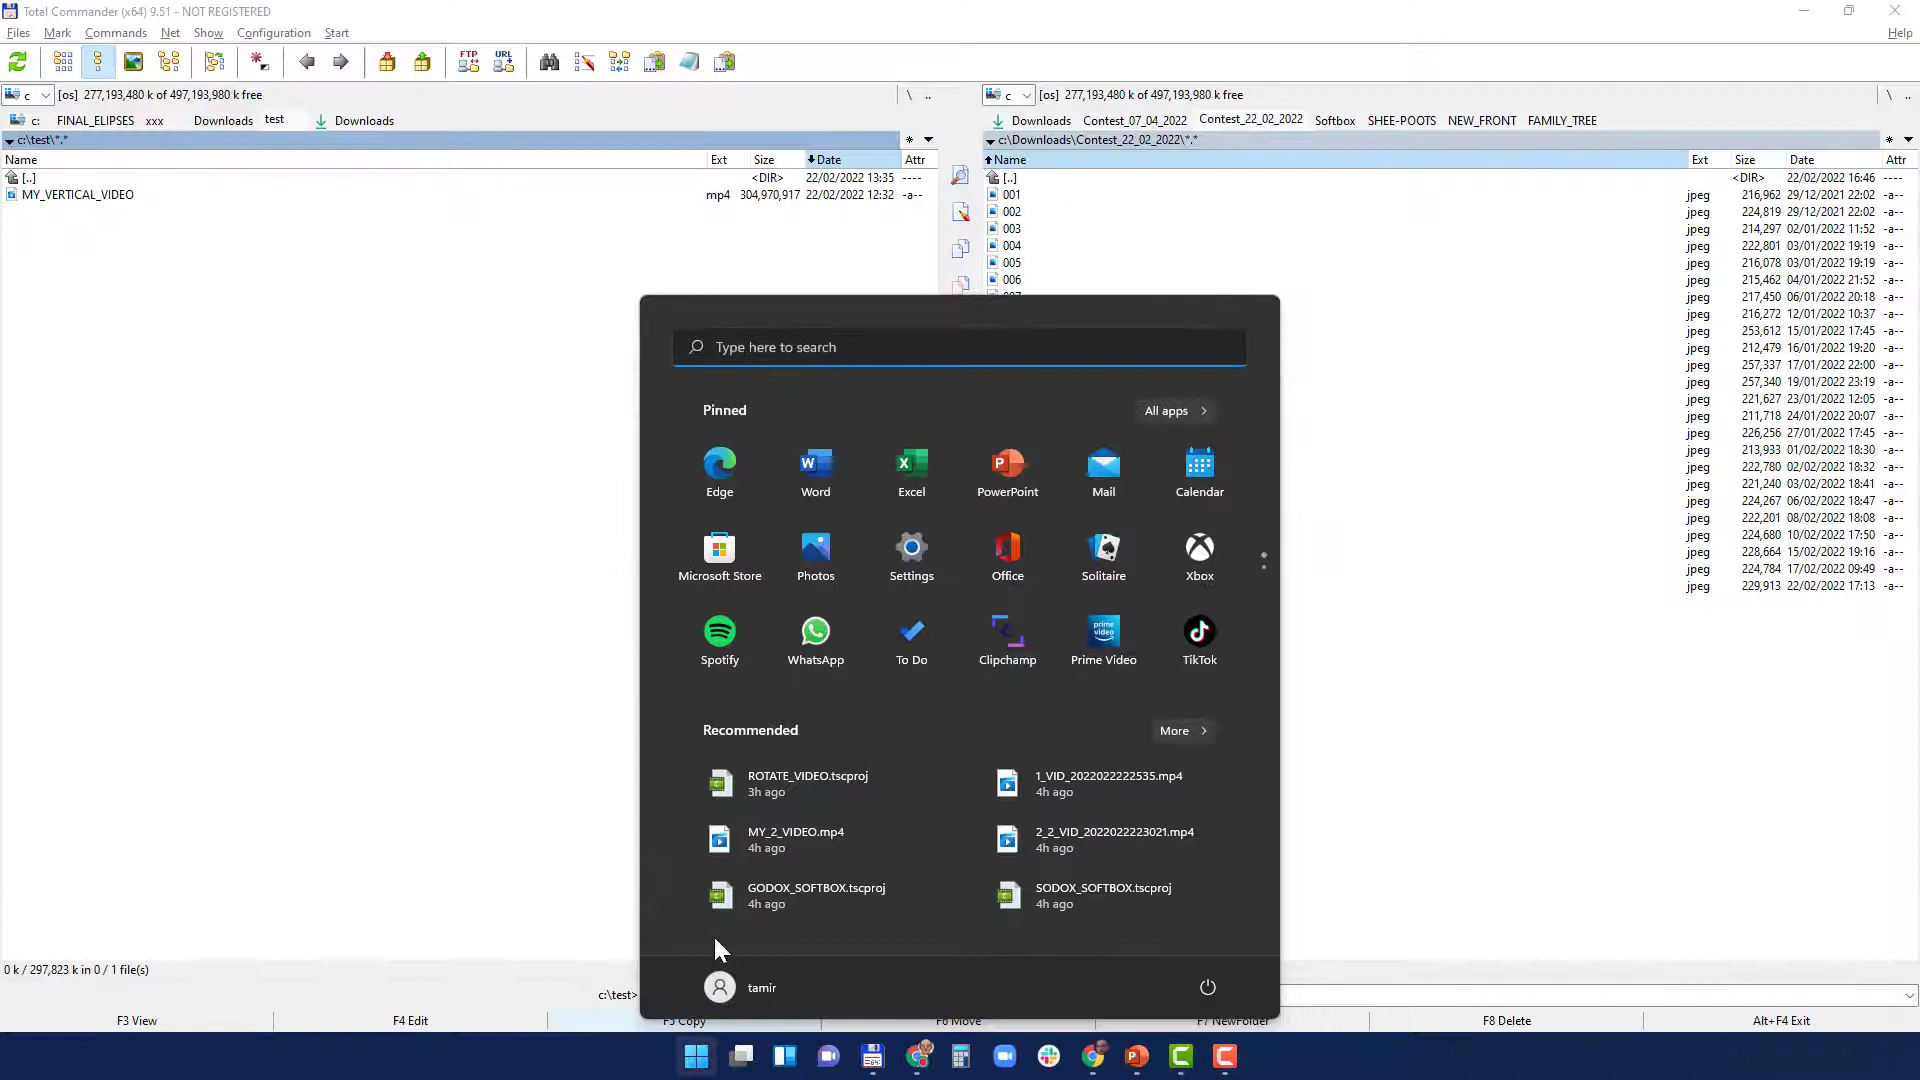 Total Commander (x64) 9.51 - NOT REGISTERED
Files Mark Commands Net Show Configuration Start Help
FTP URL
c [os] 277,193,480 k of 497,193,980 k free \ ..
c [os] 277,193,480 k of 497,193,980 k free \ ..
c: FINAL_ELIPSES xxx Downloads test Downloads
Downloads Contest_07_04_2022 Contest_22_02_2022 Softbox SHEE-POOTS NEW_FRONT FAMILY_TREE
c:\test\*.* *
c:\Downloads\Contest_22_02_2022\*.* *
Name Ext Size Date Attr
[..] <DIR> 22/02/2022 13:35 ----
MY_VERTICAL_VIDEO mp4 304,970,917 22/02/2022 12:32 -a--
Name Ext Size Date Attr
[..] <DIR> 22/02/2022 16:46 ----
001 jpeg 216,962 29/12/2021 22:02 -a--
002 jpeg 224,819 29/12/2021 22:02 -a--
003 jpeg 214,297 02/01/2022 11:52 -a--
004 jpeg 222,801 03/01/2022 19:19 -a--
005 jpeg 216,078 03/01/2022 19:19 -a--
006 jpeg 215,462 04/01/2022 21:52 -a--
jpeg 217,450 06/01/2022 20:18 -a--
jpeg 216,272 12/01/2022 10:37 -a--
jpeg 253,612 15/01/2022 17:45 -a--
jpeg 212,479 16/01/2022 19:20 -a--
jpeg 257,337 17/01/2022 22:00 -a--
jpeg 257,340 19/01/2022 23:19 -a--
jpeg 221,627 23/01/2022 12:05 -a--
jpeg 211,718 24/01/2022 20:07 -a--
jpeg 226,256 27/01/2022 17:45 -a--
jpeg 213,933 01/02/2022 18:30 -a--
jpeg 222,780 02/02/2022 18:32 -a--
jpeg 221,240 03/02/2022 18:41 -a--
jpeg 224,267 06/02/2022 18:47 -a--
jpeg 222,201 08/02/2022 18:08 -a--
jpeg 224,680 10/02/2022 17:50 -a--
jpeg 228,664 15/02/2022 19:16 -a--
jpeg 224,784 17/02/2022 09:49 -a--
jpeg 229,913 22/02/2022 17:13 -a--
Type here to search
Pinned All apps
Edge Word Excel PowerPoint Mail Calendar
Microsoft Store Photos Settings Office Solitaire Xbox
prime video
Spotify WhatsApp To Do Clipchamp Prime Video TikTok
Recommended More
ROTATE_VIDEO.tscproj
3h ago
1_VID_2022022222535.mp4
4h ago
MY_2_VIDEO.mp4
4h ago
2_2_VID_2022022223021.mp4
4h ago
GODOX_SOFTBOX.tscproj
4h ago
SODOX_SOFTBOX.tscproj
4h ago
tamir
0 k / 297,823 k in 0 / 1 file(s)
c:\test>
F3 View F4 Edit F5 Copy F6 Move F7 NewFolder F8 Delete Alt+F4 Exit